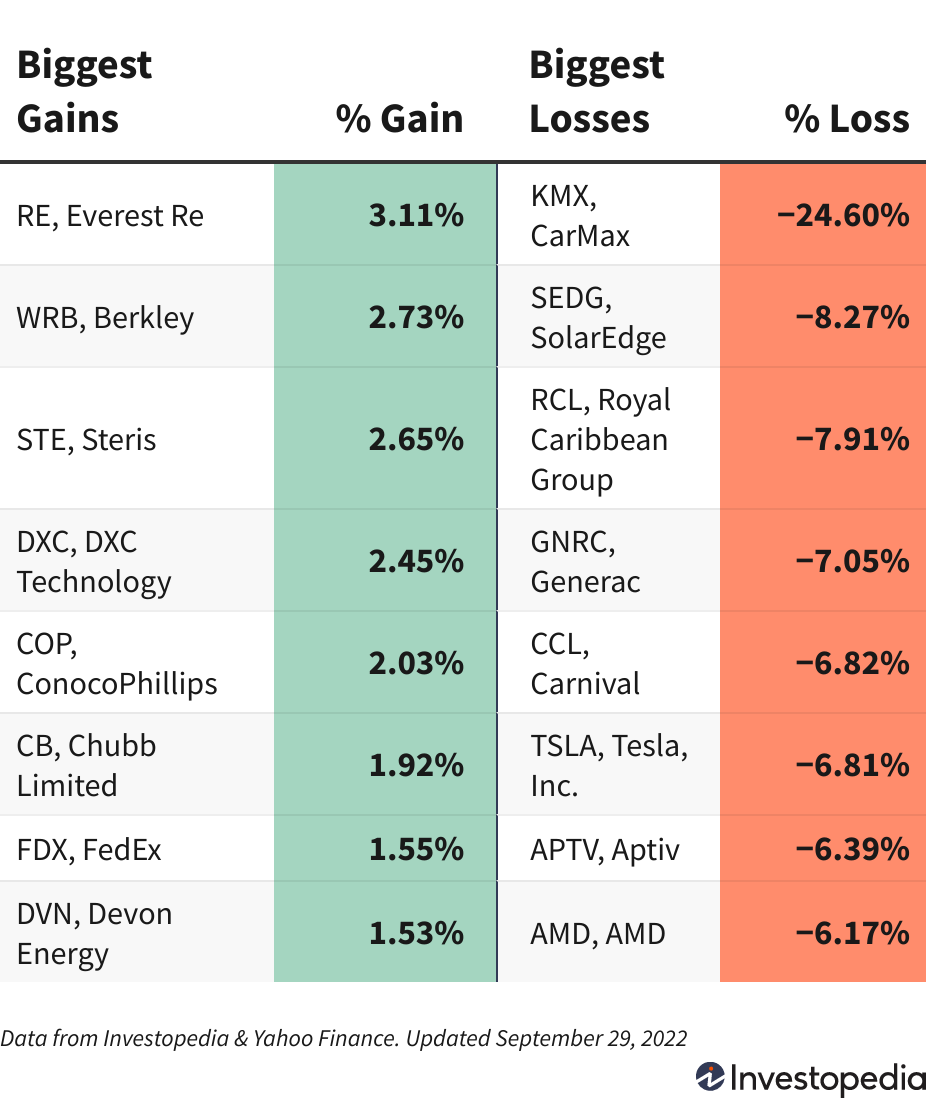 Biggest
Gains
% Gain
Biggest
Losses
% Loss
RE, Everest Re
3.11%
KMX,
CarMax
−24.60%
WRB, Berkley
2.73%
SEDG,
SolarEdge
−8.27%
STE, Steris
2.65%
RCL, Royal
Caribbean
Group
−7.91%
DXC, DXC
Technology
2.45%
GNRC,
Generac
−7.05%
COP,
ConocoPhillips
2.03%
CCL,
Carnival
−6.82%
CB, Chubb
Limited
1.92%
TSLA, Tesla,
Inc.
−6.81%
FDX, FedEx
1.55%
APTV, Aptiv
−6.39%
DVN, Devon
Energy
1.53%
AMD, AMD
−6.17%
Data from Investopedia & Yahoo Finance. Updated September 29, 2022
Investopedia